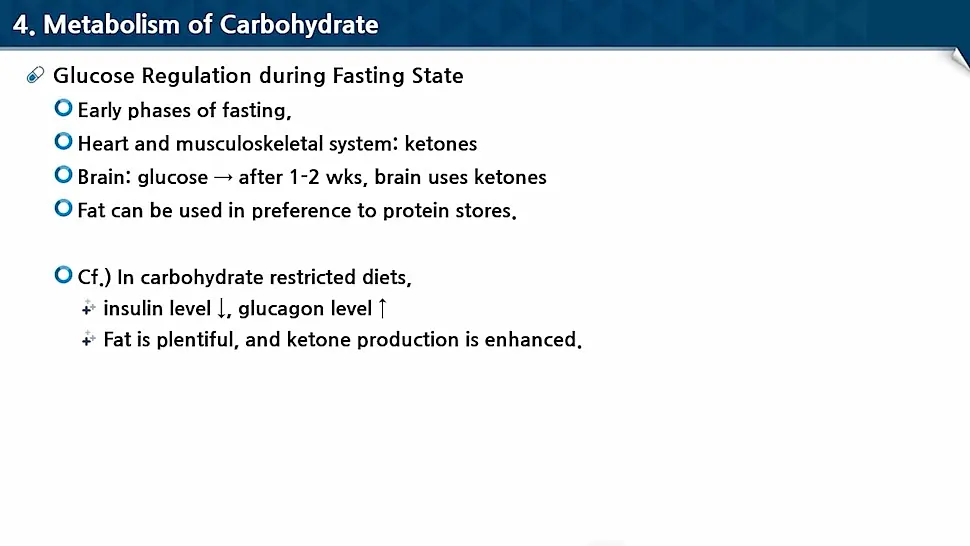 4. Metabolism of Carbohydrate
Glucose Regulation during Fasting State
Early phases of fasting,
Heart and musculoskeletal system: ketones
Brain: glucose → after 1-2 wks, brain uses ketones
Fat can be used in preference to protein stores.
Cf.) In carbohydrate restricted diets,
insulin level ↓, glucagon level ↑
Fat is plentiful, and ketone production is enhanced.